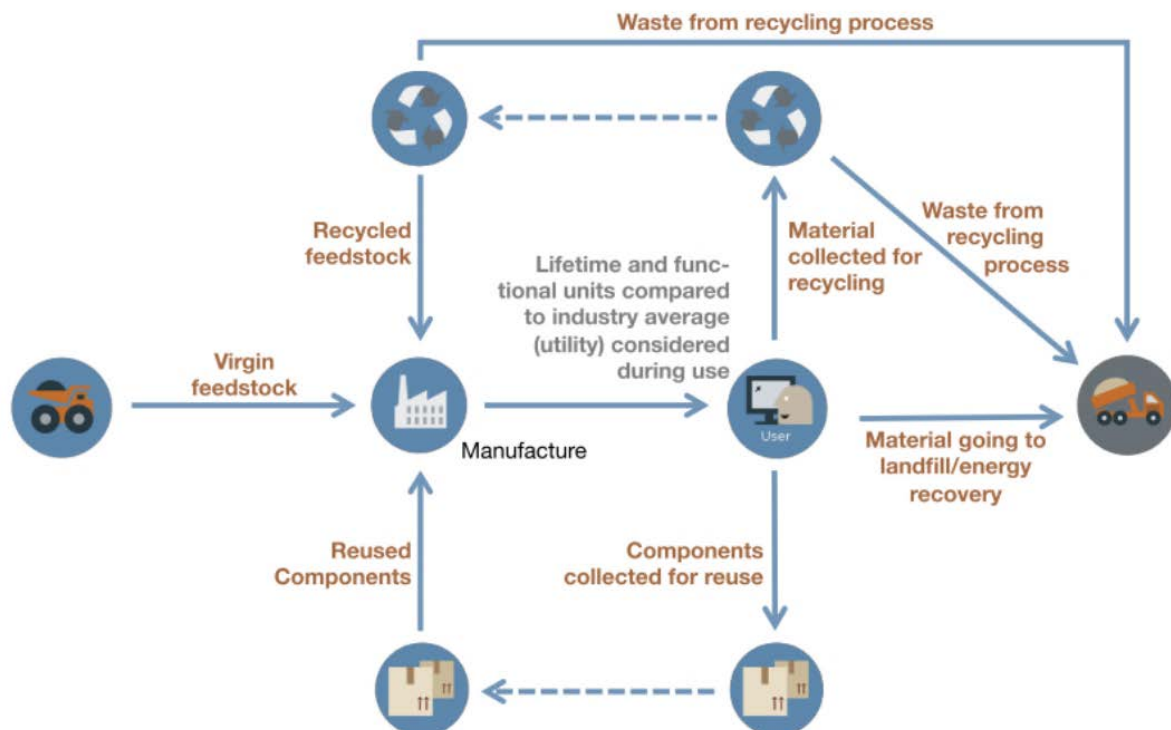 Waste from recycling process
Recycled
feedstock
Material
collected for
recycling
Waste from
recycling
process
Lifetime and func-
tional units compared
to industry average
(utility) considered
during use
Virgin
feedstock
Manufacture
User
Material going to
landfill/energy
recovery
Reused
Components
Components
collected for reuse